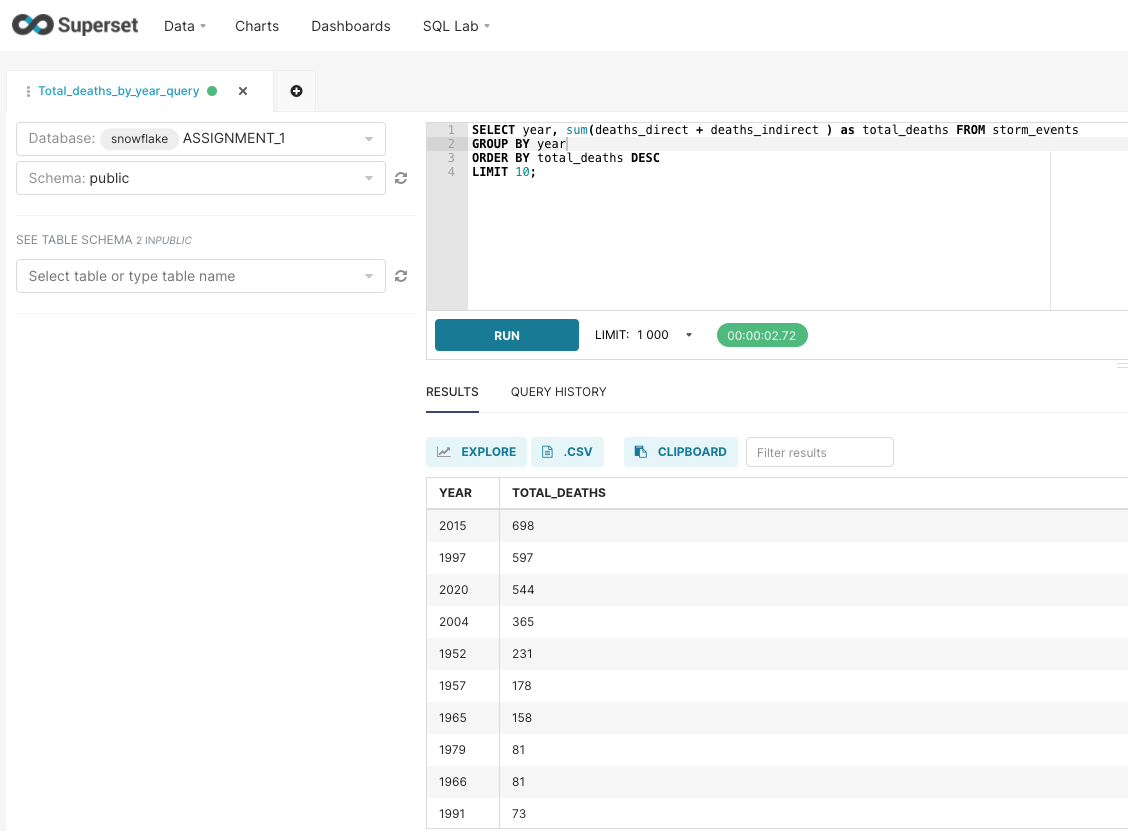 Superset Data Charts Dashboards SQL Lab
Total_deaths_by_year_query
Database: snowflake ASSIGNMENT_1
Schema: public
SEE TABLE SCHEMA 2 IN PUBLIC
Select table or type table name
1 SELECT year, sum(deaths_direct + deaths_indirect ) as total_deaths FROM storm_events
2 GROUP BY year
3 ORDER BY total_deaths DESC
4 LIMIT 10;
RUN LIMIT: 1 000 00:00:02.72
RESULTS QUERY HISTORY
EXPLORE .CSV CLIPBOARD Filter results
YEAR TOTAL_DEATHS
2015 698
1997 597
2020 544
2004 365
1952 231
1957 178
1965 158
1979 81
1966 81
1991 73